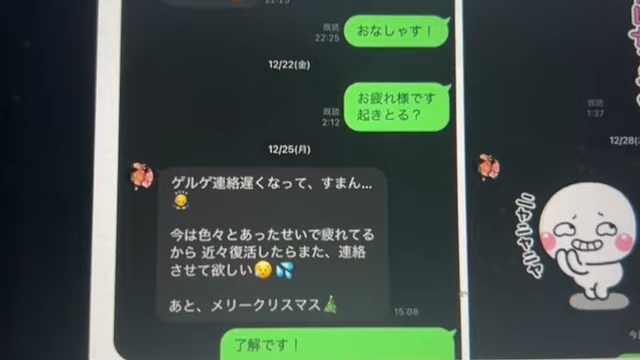 既読
22:25
おなしゃす！
12/22(金)
既読
2:12
お疲れ様です
起きとる？
12/25(月)
ゲルゲ連絡遅くなって、すまん...
今は色々とあったせいで疲れてる
から 近々復活したらまた、連絡
させて欲しい
あと、メリークリスマス
15:08
了解です！
既読
1:37
ニャニャニャ